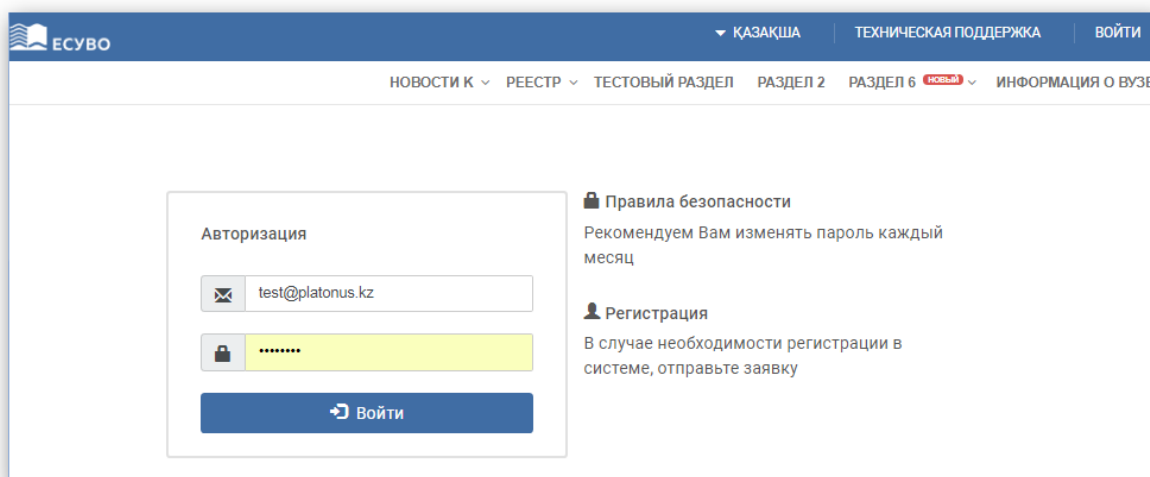 ЕСУВО
ҚАЗАҚША ТЕХНИЧЕСКАЯ ПОДДЕРЖКА ВОЙТИ
НОВОСТИ К РЕЕСТР ТЕСТОВЫЙ РАЗДЕЛ РАЗДЕЛ 2 РАЗДЕЛ 6 НОВЫЙ ИНФОРМАЦИЯ О ВУЗЕ
Авторизация
test@platonus.kz
••••••••
Войти
Правила безопасности
Рекомендуем Вам изменять пароль каждый
месяц
Регистрация
В случае необходимости регистрации в
системе, отправьте заявку